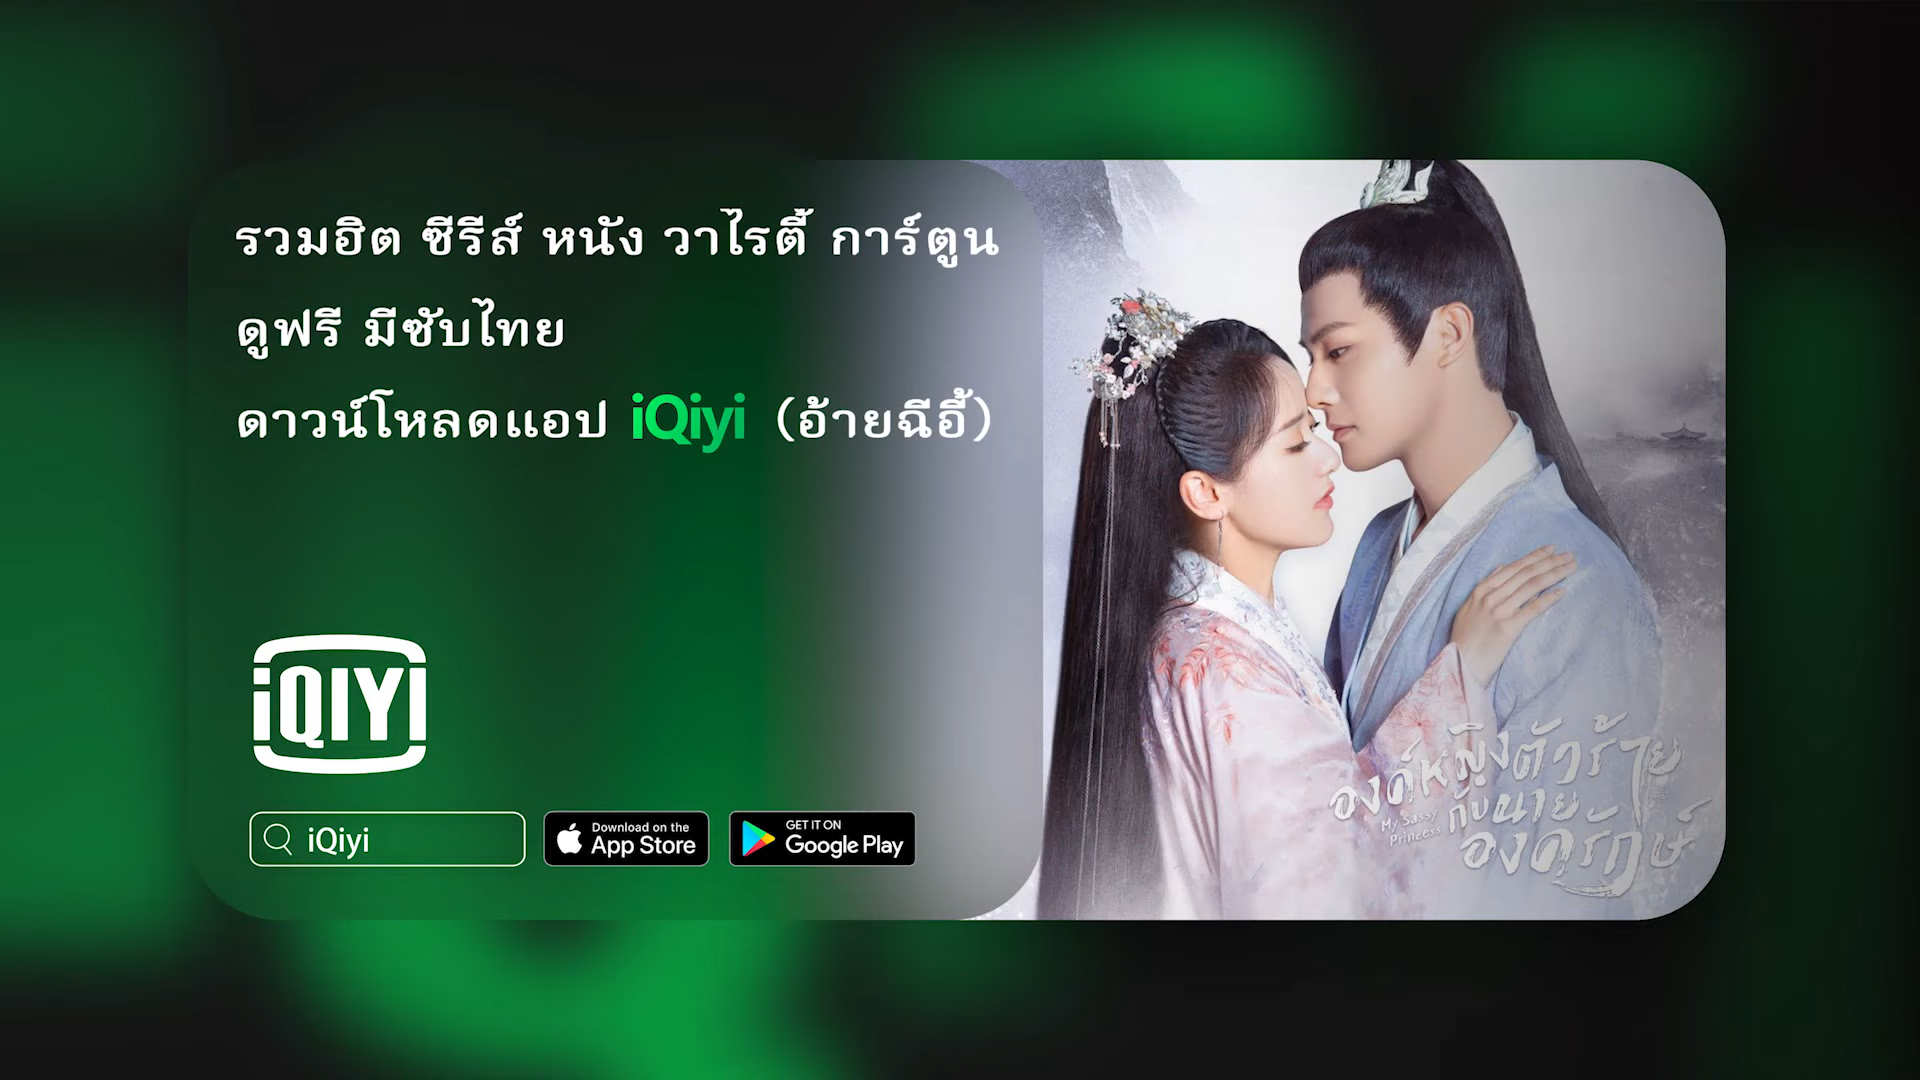 รวมฮิต ซีรีส์ หนัง วาไรตี้ การ์ตูน
ดูฟรี มีซับไทย
ดาวน์โหลดแอป iQiyi (อ้ายฉีอี้)
iQIYI
iQiyi
Download on the
App Store
GET IT ON
Google Play
องค์หญิงตัวร้าย
กับนาย
องครักษ์
My Sassy
Princess